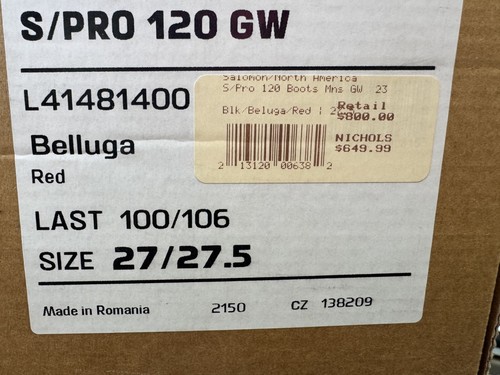 S/PRO 120 GW
L41481400
Belluga
Red
LAST 100/106
SIZE 27/27.5
Made in Romania 2150 CZ 138209
Salomon/North America
S/Pro 120 Boots Mns GW 23
Blk/Beluga/Red |
Retail
$800.00
NICHOLS
$649.99
2 13120 00638 2